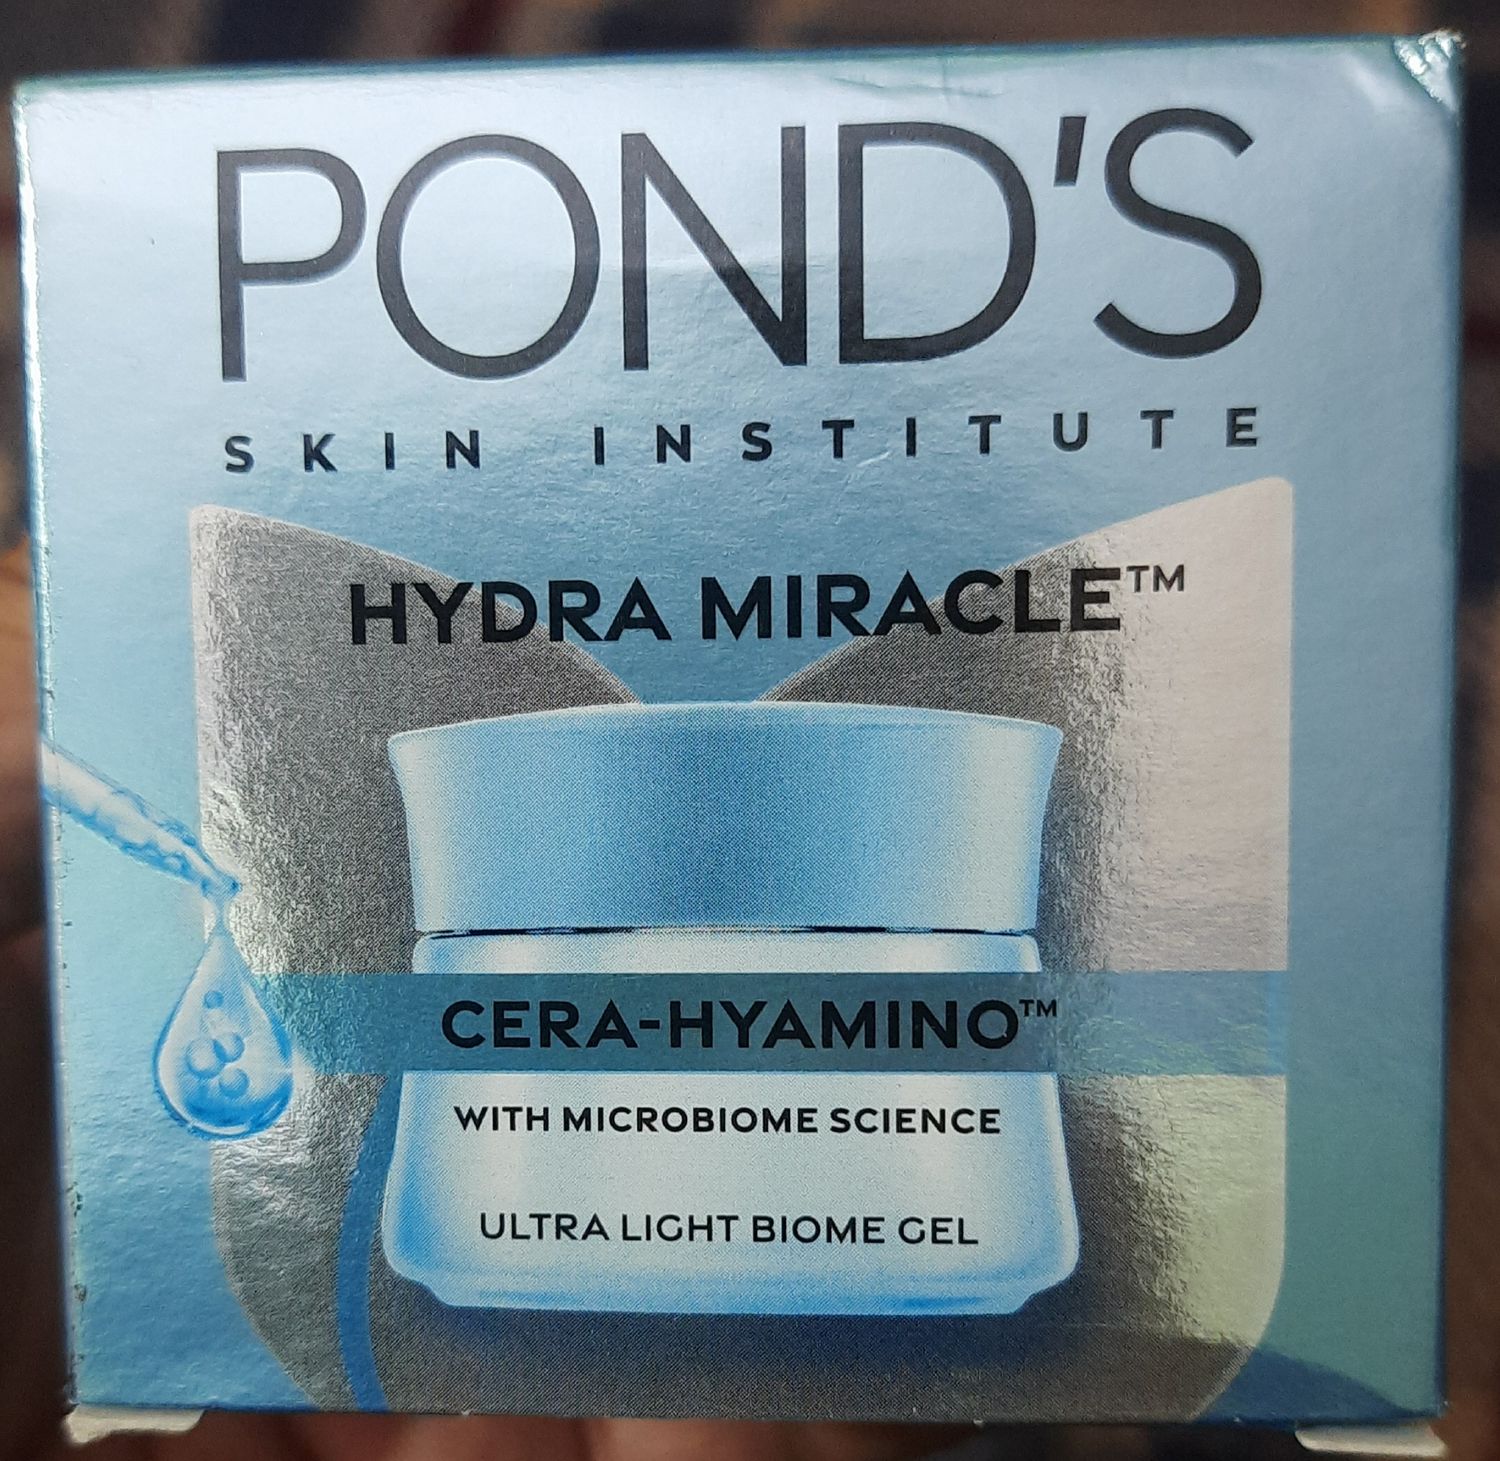 POND'S
SKIN INSTITUTE
HYDRA MIRACLE™
CERA-HYAMINO™
WITH MICROBIOME SCIENCE
ULTRA LIGHT BIOME GEL